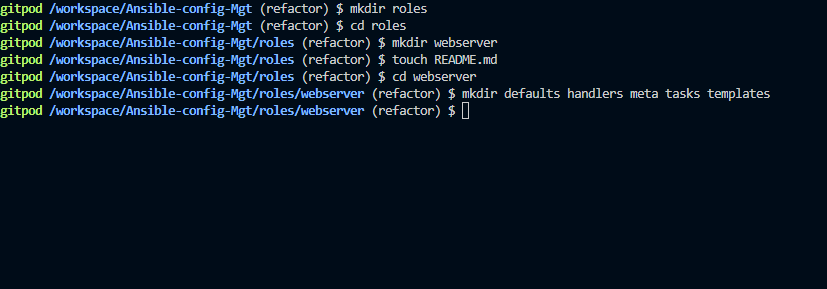 gitpod /workspace/Ansible-config-Mgt (refactor) $ mkdir roles
gitpod /workspace/Ansible-config-Mgt (refactor) $ cd roles
gitpod /workspace/Ansible-config-Mgt/roles (refactor) $ mkdir webserver
gitpod /workspace/Ansible-config-Mgt/roles (refactor) $ touch README.md
gitpod /workspace/Ansible-config-Mgt/roles (refactor) $ cd webserver
gitpod /workspace/Ansible-config-Mgt/roles/webserver (refactor) $ mkdir defaults handlers meta tasks templates
gitpod /workspace/Ansible-config-Mgt/roles/webserver (refactor) $